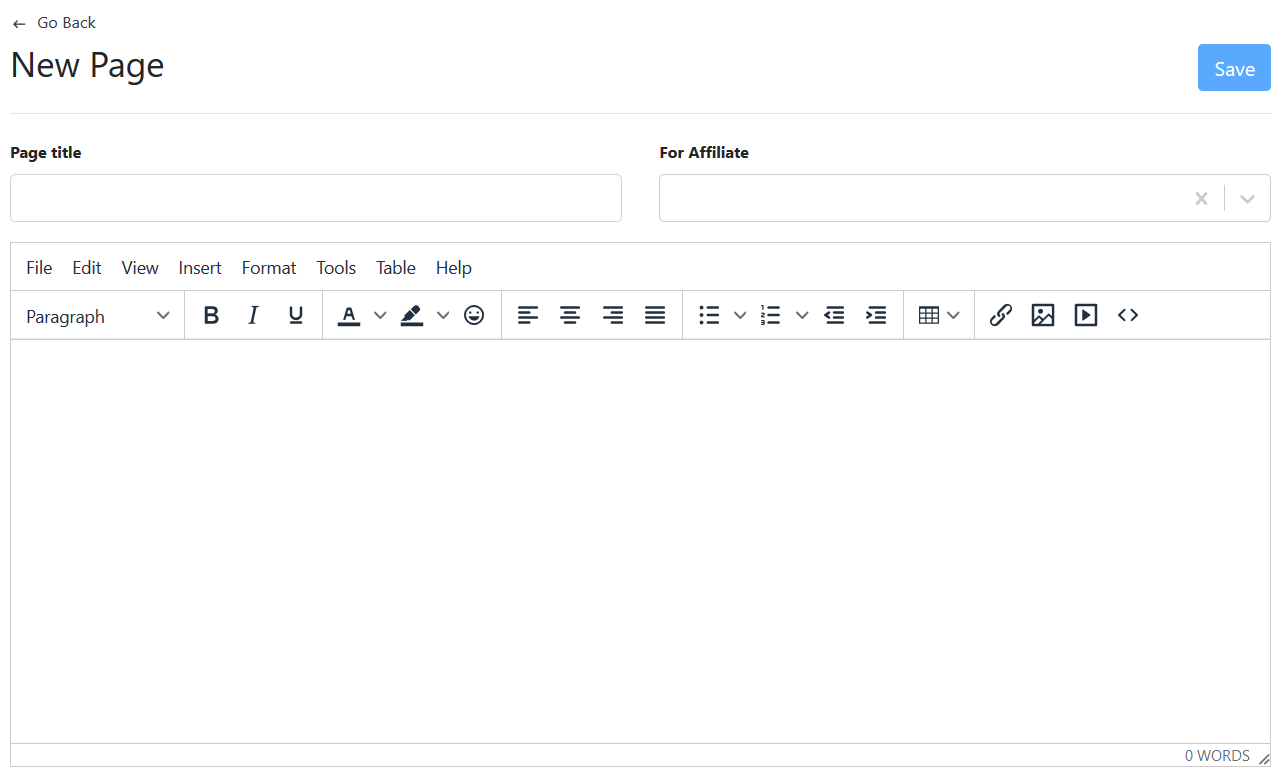 Go Back
New Page
Save
Page title
For Affiliate
File Edit View Insert Format Tools Table Help
Paragraph B I U A
0 WORDS